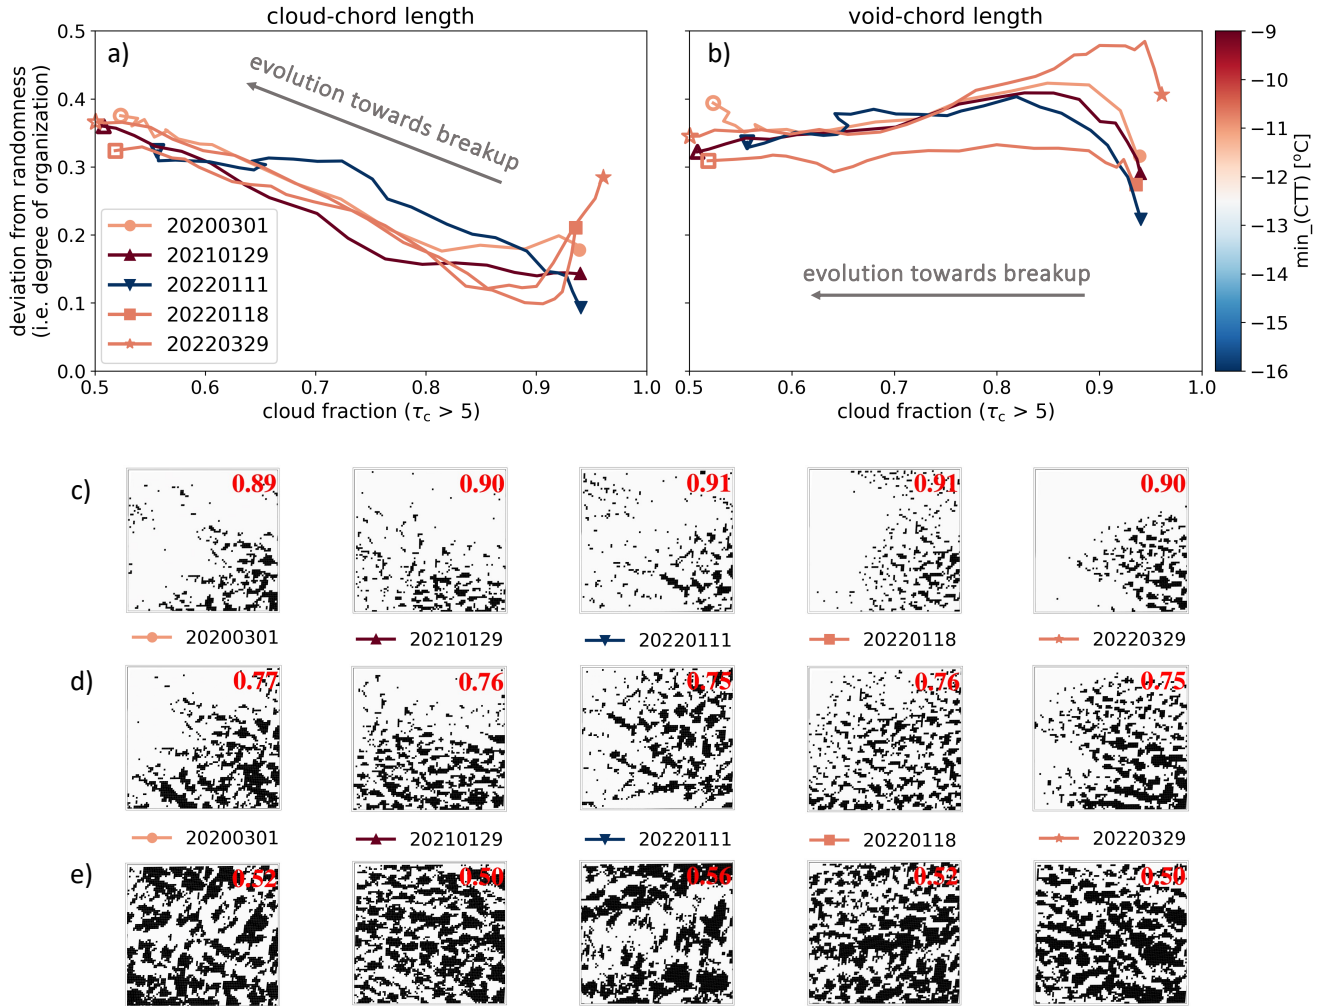 cloud-chord length
void-chord length
deviation from randomness
(i.e. degree of organization)
0.5
0.4
0.3
0.2
0.1
0.0
a)
evolution towards breakup
20200301
20210129
20220111
20220118
20220329
0.5 0.6 0.7 0.8 0.9 1.0
cloud fraction (τc > 5)
b)
evolution towards breakup
0.5 0.6 0.7 0.8 0.9 1.0
cloud fraction (τc > 5)
−9
−10
−11
−12
−13
−14
−15
−16
min_(CTT) [°C]
c) 0.89 0.90 0.91 0.91 0.90
20200301 20210129 20220111 20220118 20220329
d) 0.77 0.76 0.75 0.76 0.75
20200301 20210129 20220111 20220118 20220329
e) 0.52 0.50 0.56 0.52 0.50